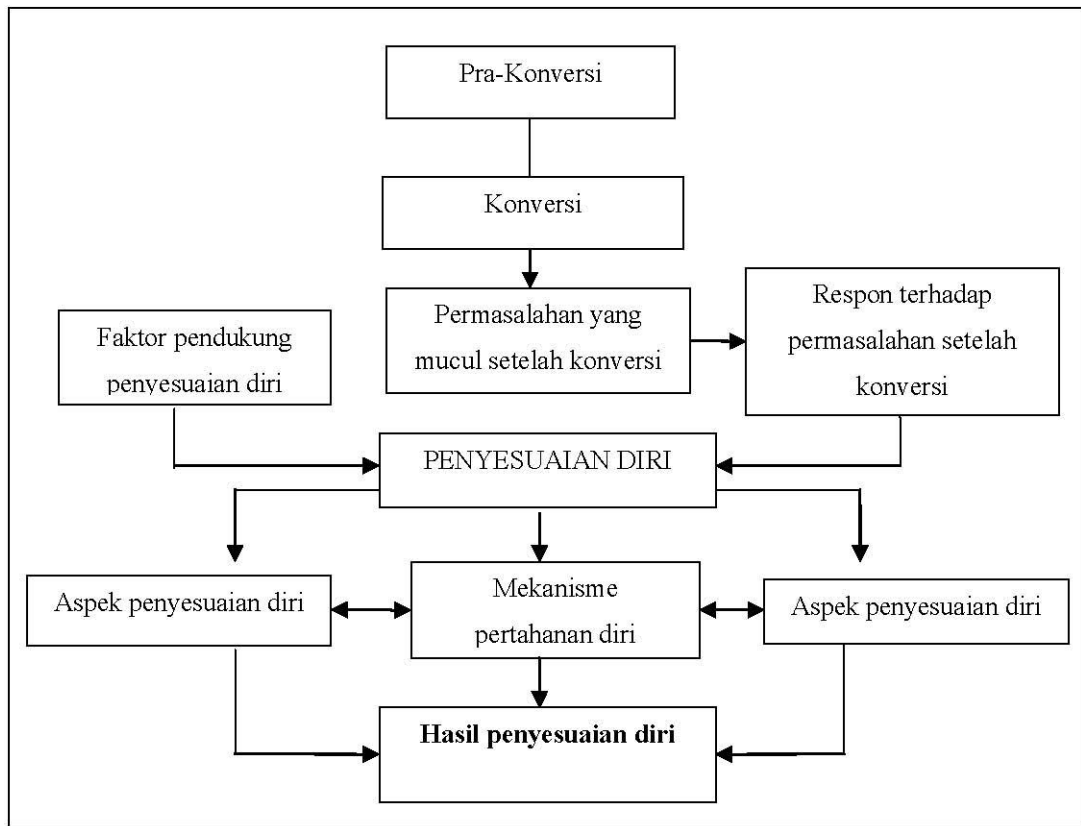 Pra-Konversi
Konversi
Permasalahan yang
mucul setelah konversi
Respon terhadap
permasalahan setelah
konversi
Faktor pendukung
penyesuaian diri
PENYESUAIAN DIRI
Aspek penyesuaian diri
Mekanisme
pertahanan diri
Aspek penyesuaian diri
Hasil penyesuaian diri